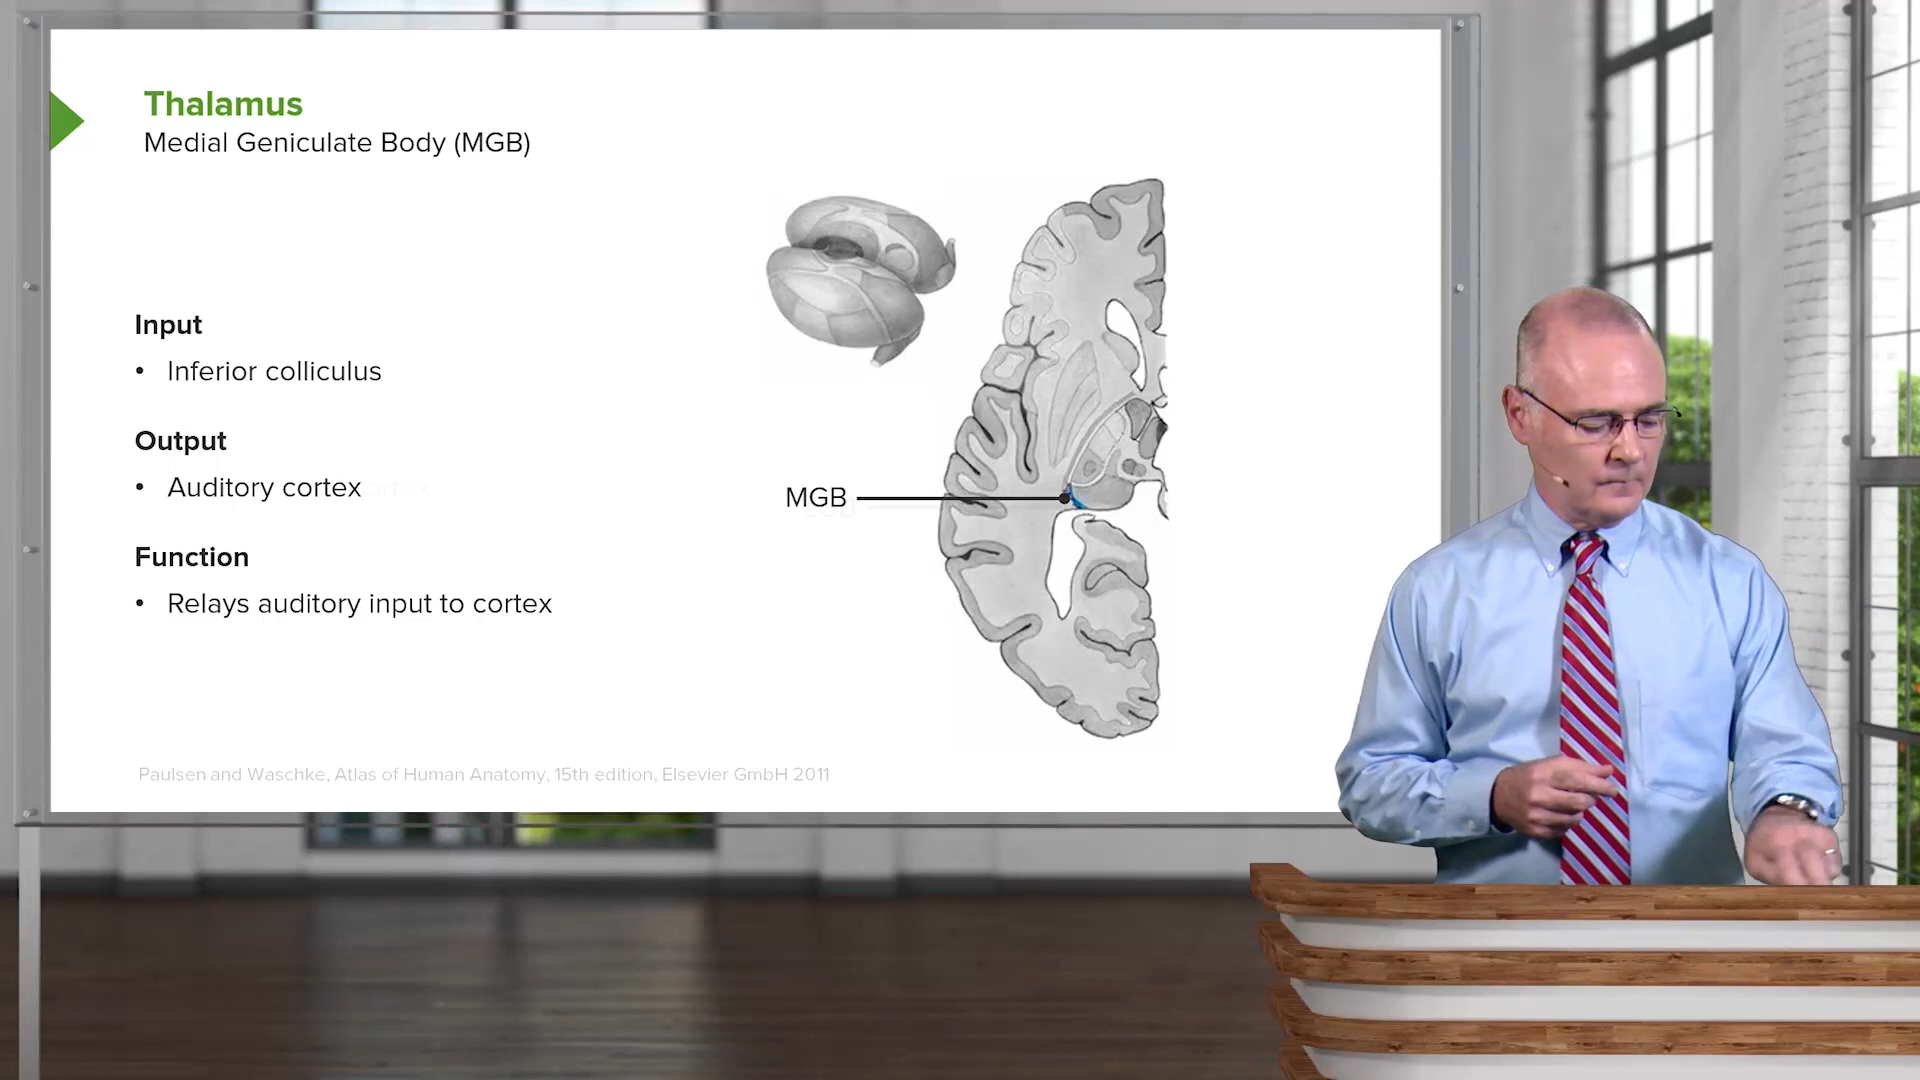 Thalamus
Medial Geniculate Body (MGB)
Input
• Inferior colliculus
Output
• Auditory cortex
Function
• Relays auditory input to cortex
MGB
Paulsen and Waschke, Atlas of Human Anatomy, 15th edition, Elsevier GmbH 2011